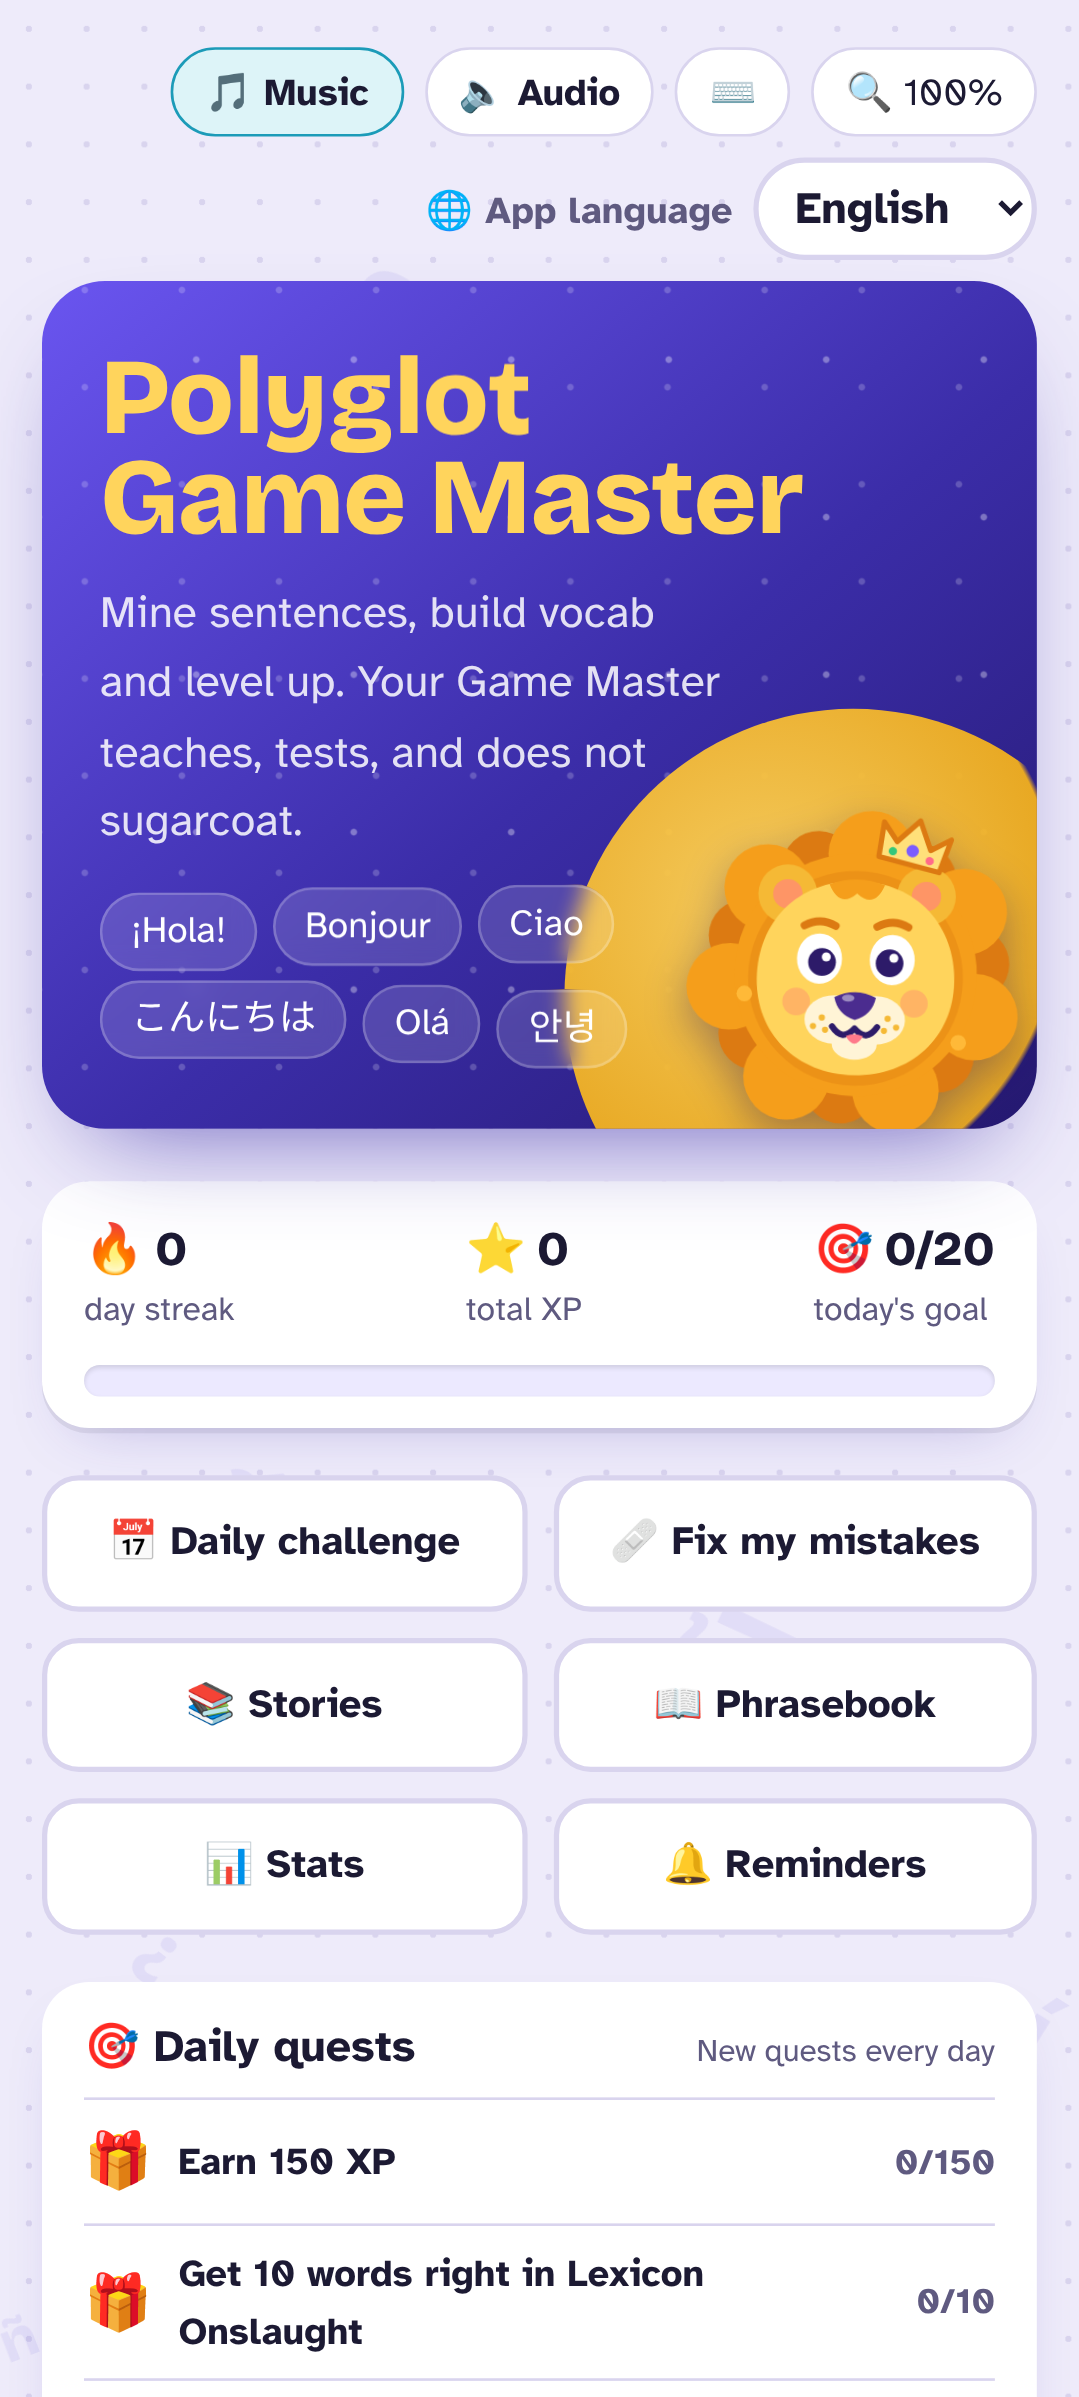 🎵 Music 🔈 Audio ⌨️ 🔍 100%
🌐 App language English
Polyglot
Game Master
Mine sentences, build vocab
and level up. Your Game Master
teaches, tests, and does not
sugarcoat.
¡Hola! Bonjour Ciao
こんにちは Olá 안녕
🔥 0 ⭐ 0 🎯 0/20
day streak total XP today's goal
📅 Daily challenge 🩹 Fix my mistakes
📚 Stories 📖 Phrasebook
📊 Stats 🔔 Reminders
🎯 Daily quests New quests every day
🎁 Earn 150 XP 0/150
🎁 Get 10 words right in Lexicon
Onslaught 0/10